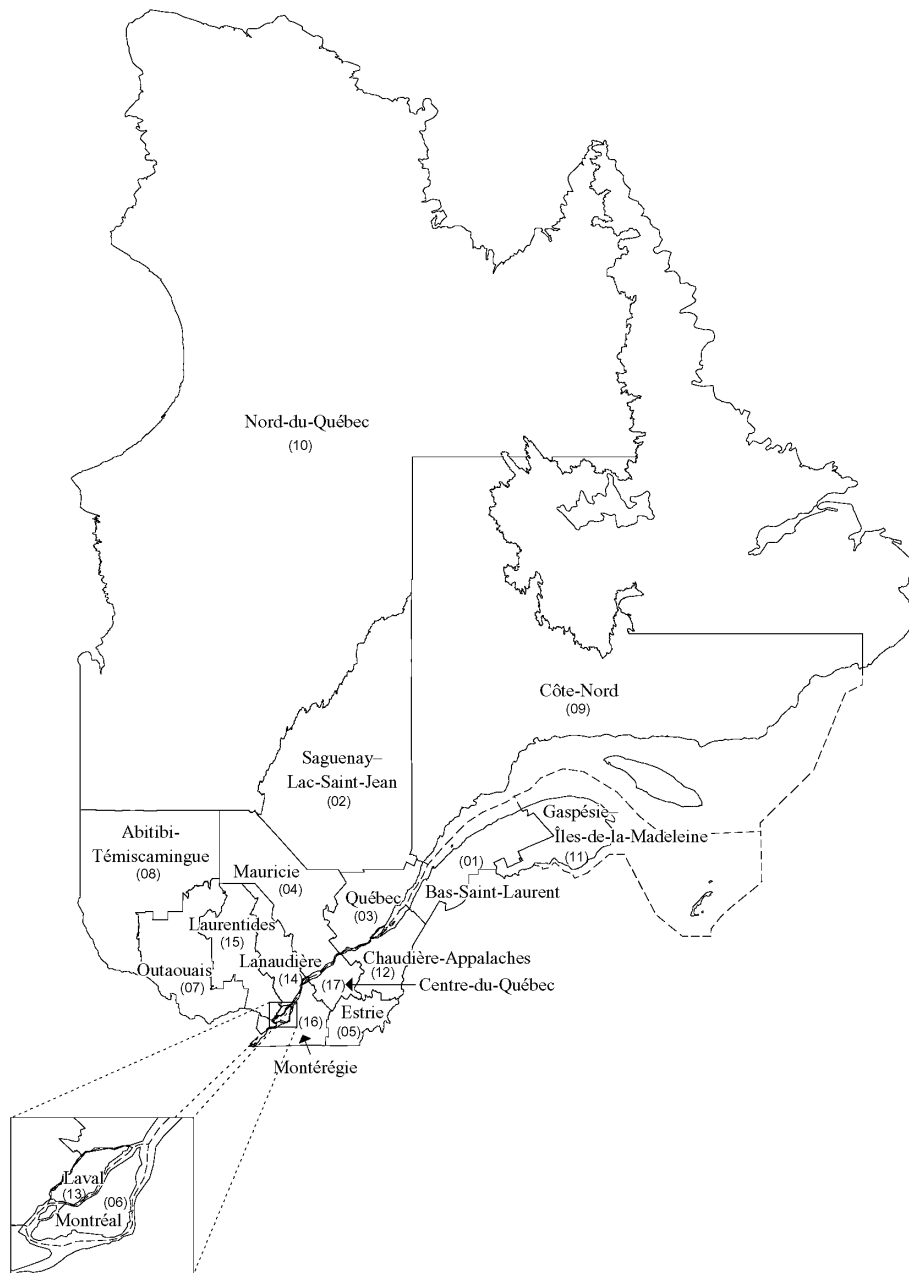 Nord-du-Québec
(10)
Côte-Nord
(09)
Saguenay–
Lac-Saint-Jean
(02)
Gaspésie–
Îles-de-la-Madeleine
(11)
Abitibi-
Témiscamingue
(08)
Mauricie
(04)
(01)
Bas-Saint-Laurent
Québec
(03)
Laurentides
(15)
Lanaudière
(14)
Chaudière-Appalaches
(12)
Outaouais
(07)
(17)
Centre-du-Québec
Estrie
(05)
(16)
Montérégie
Laval
(13)
(06)
Montréal